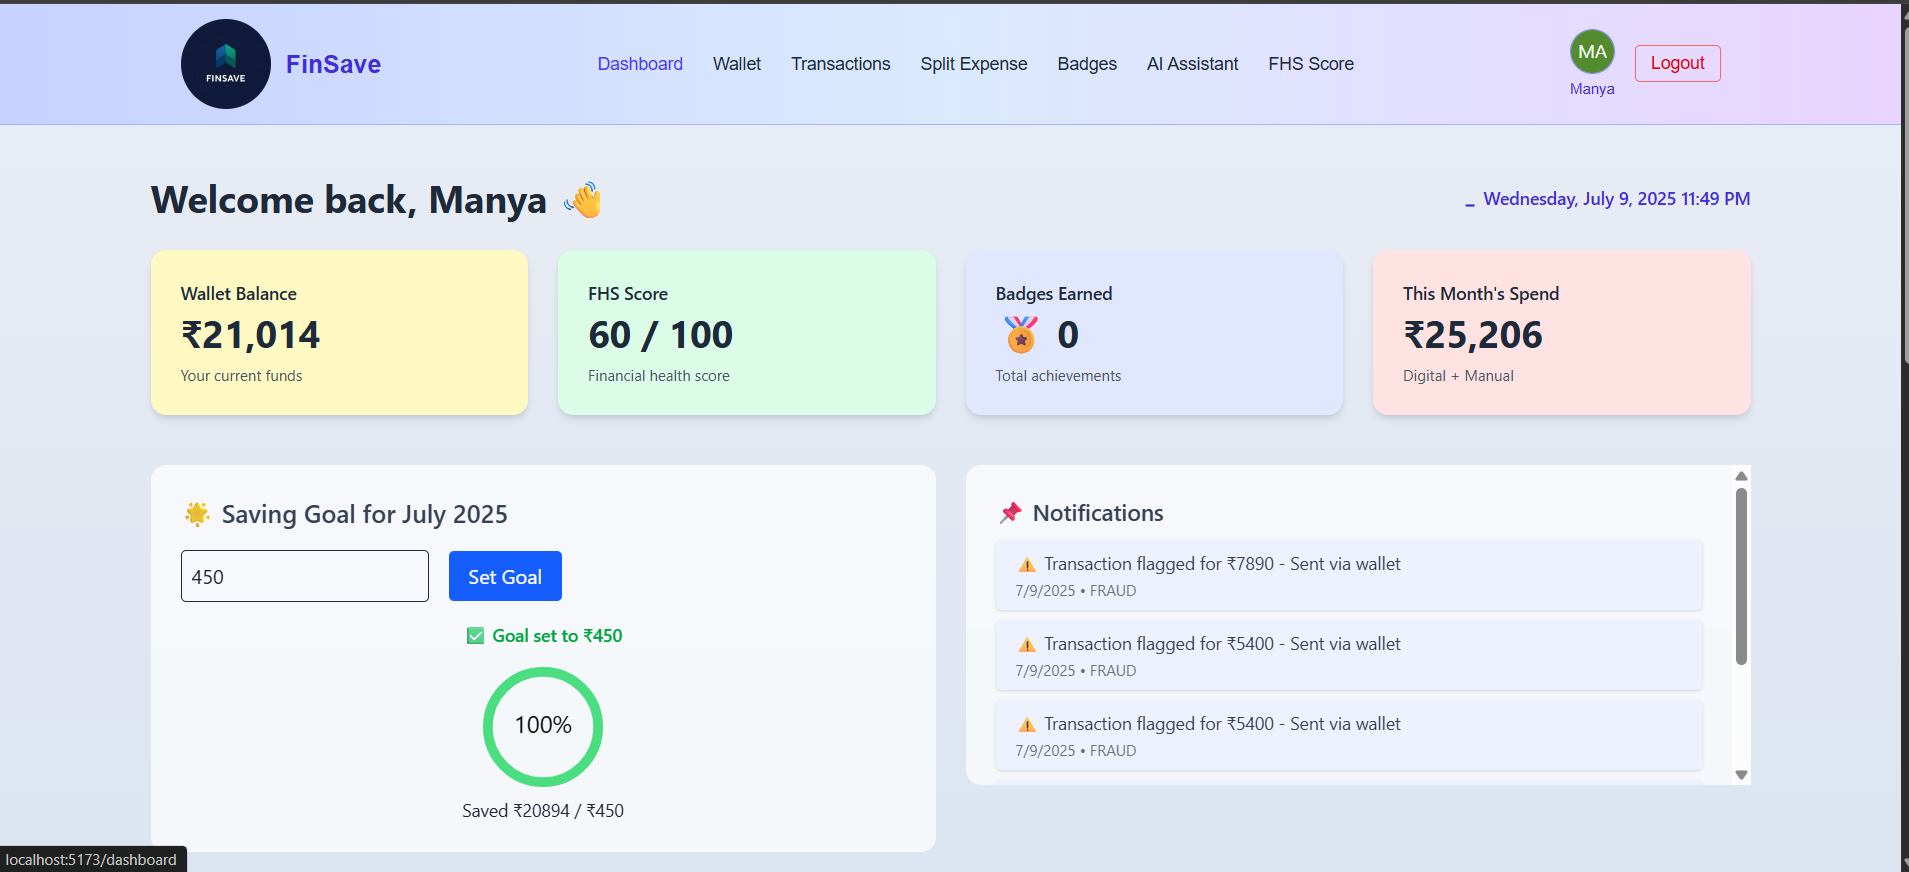 FINSAVE
FinSave
Dashboard Wallet Transactions Split Expense Badges AI Assistant FHS Score
MA
Manya
Logout
Welcome back, Manya 👋
_ Wednesday, July 9, 2025 11:49 PM
Wallet Balance
₹21,014
Your current funds
FHS Score
60 / 100
Financial health score
Badges Earned
🏅 0
Total achievements
This Month's Spend
₹25,206
Digital + Manual
🌟 Saving Goal for July 2025
450
Set Goal
✅ Goal set to ₹450
100%
Saved ₹20894 / ₹450
📌 Notifications
⚠️ Transaction flagged for ₹7890 - Sent via wallet
7/9/2025 • FRAUD
⚠️ Transaction flagged for ₹5400 - Sent via wallet
7/9/2025 • FRAUD
⚠️ Transaction flagged for ₹5400 - Sent via wallet
7/9/2025 • FRAUD
localhost:5173/dashboard